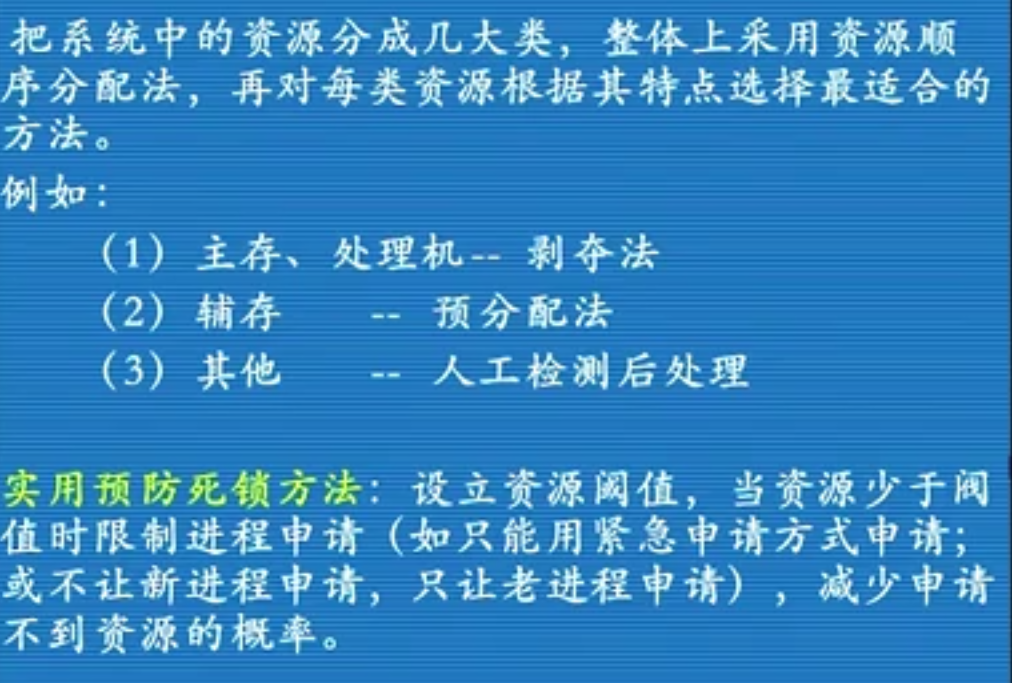 把系统中的资源分成几大类，整体上采用资源顺
序分配法，再对每类资源根据其特点选择最适合的
方法。
例如：
（1）主存、处理机-- 剥夺法
（2）辅存 -- 预分配法
（3）其他 -- 人工检测后处理
实用预防死锁方法：设立资源阈值，当资源少于阀
值时限制进程申请（如只能用紧急申请方式申请；
或不让新进程申请，只让老进程申请），减少申请
不到资源的概率。